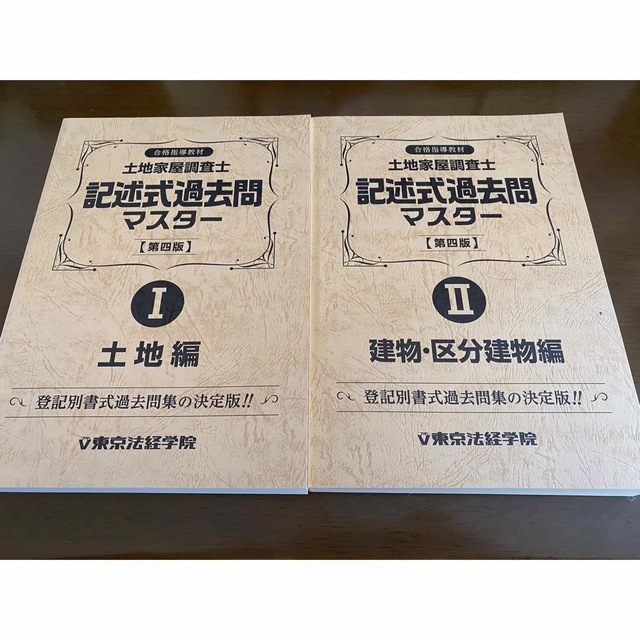 合格指導教材
土地家屋調査士
記述式過去問
マスター
【第四版】
I
土地編
登記別書式過去問集の決定版!!
東京法経学院
合格指導教材
土地家屋調査士
記述式過去問
マスター
【第四版】
II
建物・区分建物編
登記別書式過去問集の決定版!!
東京法経学院